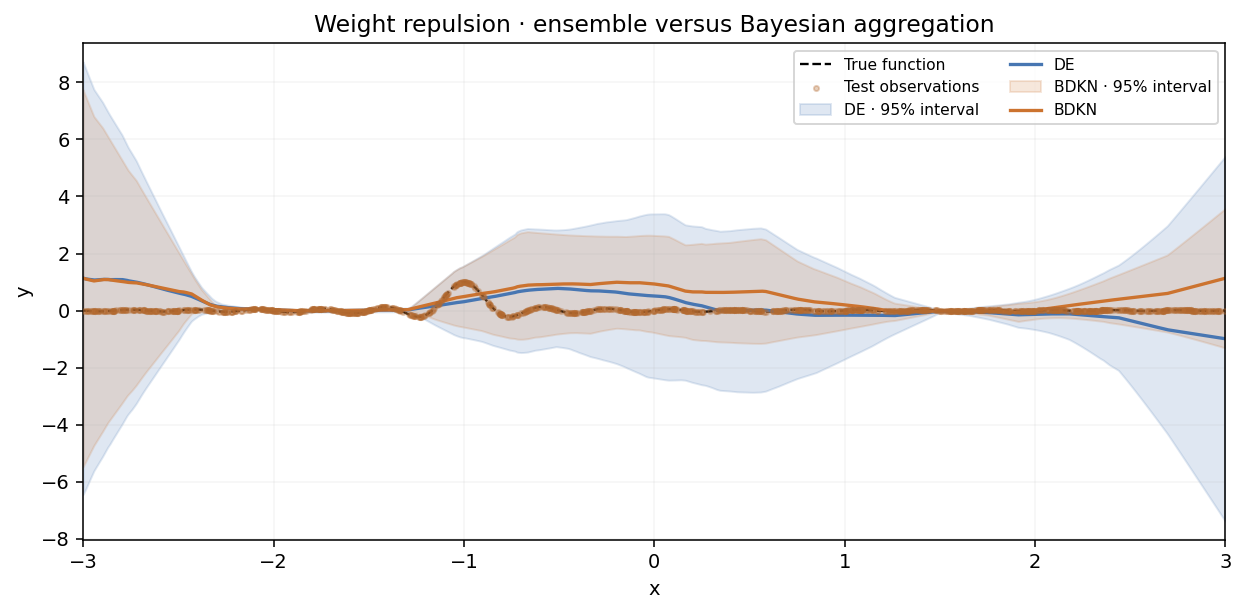 Weight repulsion · ensemble versus Bayesian aggregation
True function
Test observations
DE · 95% interval
DE
BDKN · 95% interval
BDKN
y
8
6
4
2
0
−2
−4
−6
−8
−3
−2
−1
0
1
2
3
x